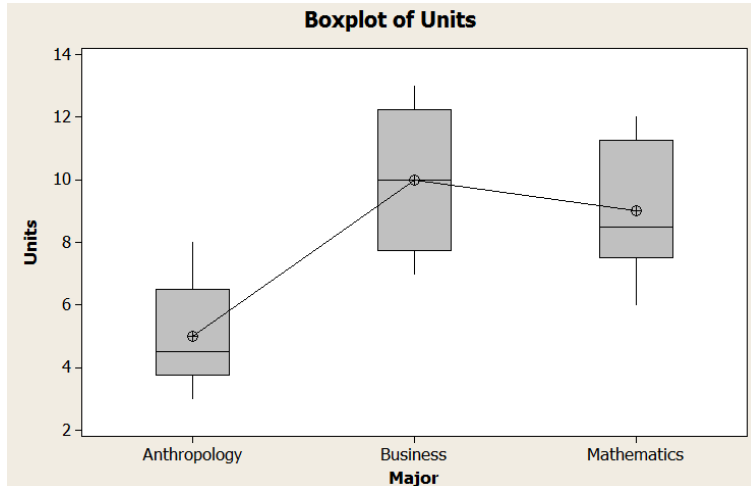 Boxplot of Units
14
12
10
8
6
4
2
Units
Anthropology
Business
Mathematics
Major